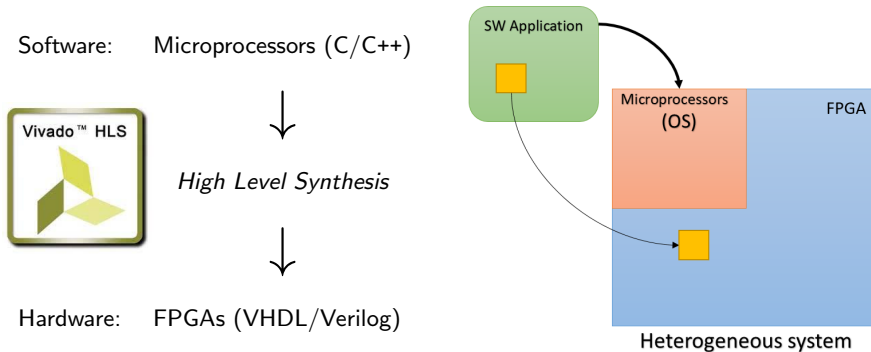 Software: Microprocessors (C/C++)
Vivado™ HLS
High Level Synthesis
Hardware: FPGAs (VHDL/Verilog)
SW Application
Microprocessors
(OS)
FPGA
Heterogeneous system